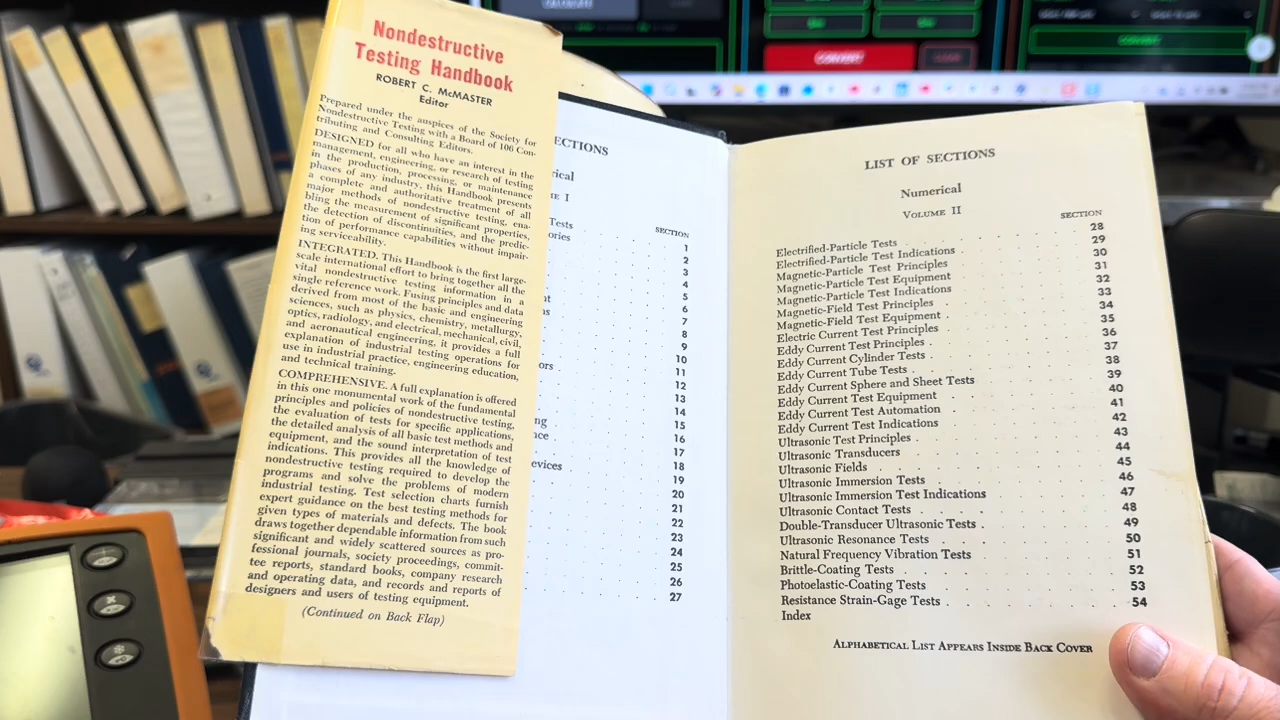 Nondestructive
Testing Handbook
ROBERT C. McMASTER
Editor
Prepared under the auspices of the Society for
Nondestructive Testing with a Board of 106 Con-
tributing and Consulting Editors.
DESIGNED for all who have an interest in the
management, engineering, or research of testing
in the production, processing, or maintenance
phases of any industry, this Handbook presents
a complete and authoritative treatment of all
major methods of nondestructive testing, ena-
bling the measurement of significant properties,
the detection of discontinuities, and the predic-
tion of performance capabilities without impair-
ing serviceability.
INTEGRATED. This Handbook is the first large-
scale international effort to bring together all the
vital nondestructive testing information in a
single reference work. Fusing principles and data
derived from most of the basic and engineering
sciences, such as physics, chemistry, metallurgy,
optics, radiology, and electrical, mechanical, civil,
and aeronautical engineering, it provides a full
explanation of industrial testing operations for
use in industrial practice, engineering education,
and technical training.
COMPREHENSIVE. A full explanation is offered
in this one monumental work of the fundamental
principles and policies of nondestructive testing,
the evaluation of tests for specific applications,
the detailed analysis of all basic test methods and
equipment, and the sound interpretation of test
indications. This provides all the knowledge of
nondestructive testing required to develop the
programs and solve the problems of modern
industrial testing. Test selection charts furnish
expert guidance on the best testing methods for
given types of materials and defects. The book
draws together dependable information from such
significant and widely scattered sources as pro-
fessional journals, society proceedings, commit-
tee reports, standard books, company research
and operating data, and records and reports of
designers and users of testing equipment.
(Continued on Back Flap)
ECTIONS
rical
ME I
SECTION
Tests 1
ories 2
3
4
nt 5
ns 6
7
8
9
10
ors 11
12
13
14
ng 15
nce 16
17
evices 18
19
20
21
22
23
24
25
26
27
LIST OF SECTIONS
Numerical
VOLUME II
SECTION
Electrified-Particle Tests 28
Electrified-Particle Test Indications 29
Magnetic-Particle Test Principles 30
Magnetic-Particle Test Equipment 31
Magnetic-Particle Test Indications 32
Magnetic-Field Test Principles 33
Magnetic-Field Test Equipment 34
Electric Current Test Principles 35
Eddy Current Test Principles 36
Eddy Current Cylinder Tests 37
Eddy Current Tube Tests 38
Eddy Current Sphere and Sheet Tests 39
Eddy Current Test Equipment 40
Eddy Current Test Automation 41
Eddy Current Test Indications 42
Ultrasonic Test Principles 43
Ultrasonic Transducers 44
Ultrasonic Fields 45
Ultrasonic Immersion Tests 46
Ultrasonic Immersion Test Indications 47
Ultrasonic Contact Tests 48
Double-Transducer Ultrasonic Tests 49
Ultrasonic Resonance Tests 50
Natural Frequency Vibration Tests 51
Brittle-Coating Tests 52
Photoelastic-Coating Tests 53
Resistance Strain-Gage Tests 54
Index
ALPHABETICAL LIST APPEARS INSIDE BACK COVER
CONVERT
CONVERT